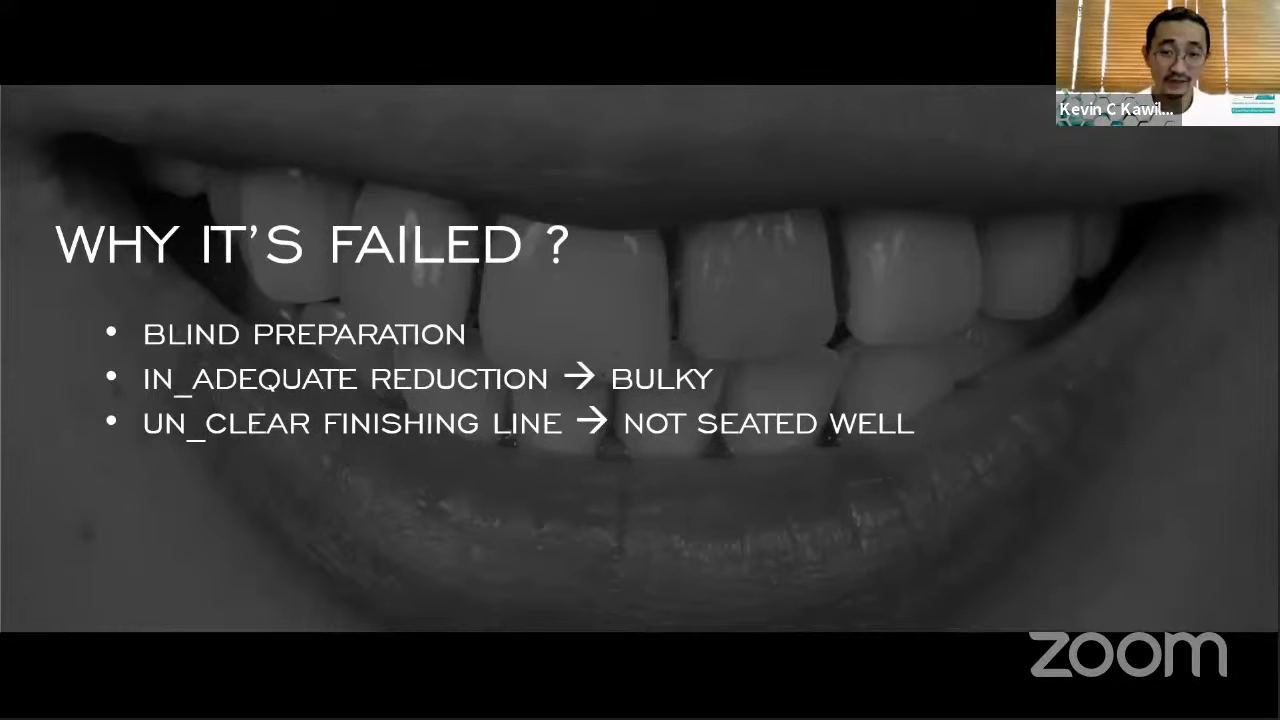 Kevin C Kawil...
WHY IT'S FAILED ?
• BLIND PREPARATION
• IN_ADEQUATE REDUCTION → BULKY
• UN_CLEAR FINISHING LINE → NOT SEATED WELL
zoom